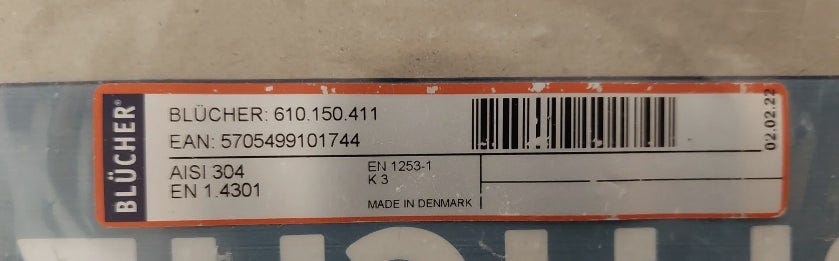 BLÜCHER®
BLÜCHER: 610.150.411
EAN: 5705499101744
02.02.22
AISI 304
EN 1.4301
EN 1253-1
K 3
MADE IN DENMARK